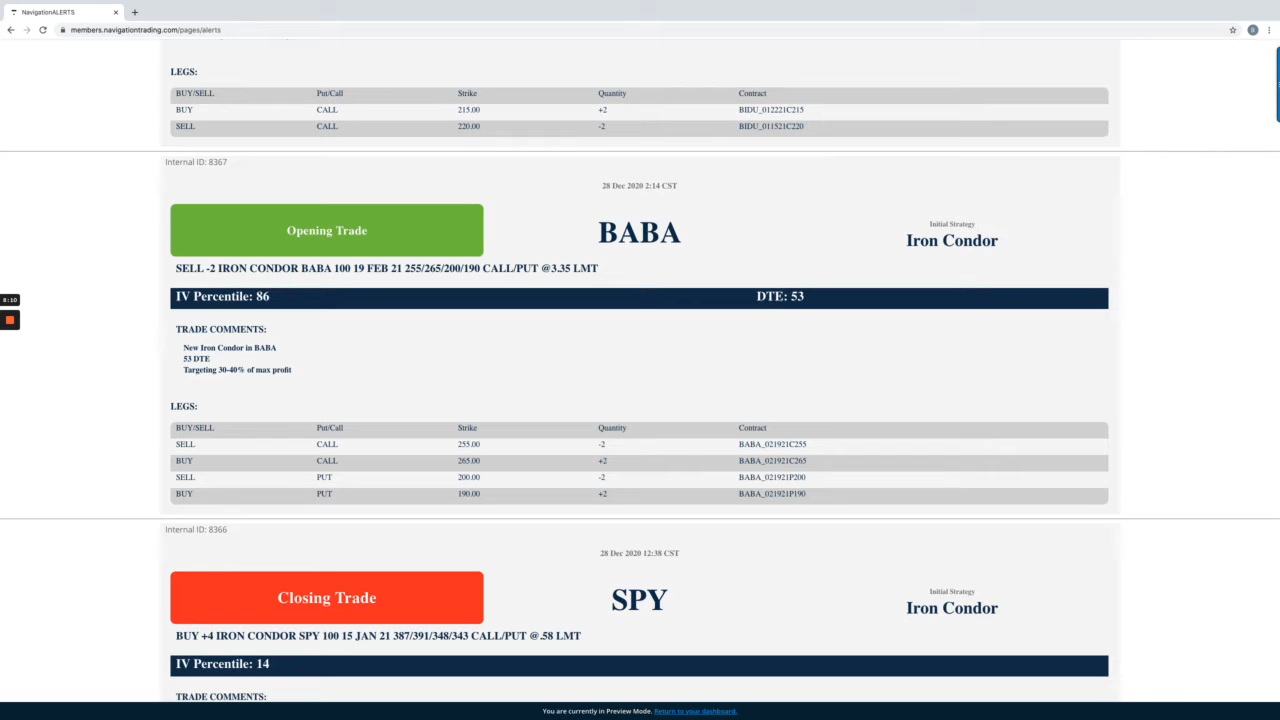 NavigationALERTS
members.navigationtrading.com/pages/alerts
LEGS:
BUY/SELL Put/Call Strike Quantity Contract
BUY CALL 215.00 +2 BIDU_012221C215
SELL CALL 220.00 -2 BIDU_011521C220
Internal ID: 8367
28 Dec 2020 2:14 CST
Opening Trade
BABA
Initial Strategy
Iron Condor
SELL -2 IRON CONDOR BABA 100 19 FEB 21 255/265/200/190 CALL/PUT @3.35 LMT
IV Percentile: 86 DTE: 53
TRADE COMMENTS:
New Iron Condor in BABA
53 DTE
Targeting 30-40% of max profit
LEGS:
BUY/SELL Put/Call Strike Quantity Contract
SELL CALL 255.00 -2 BABA_021921C255
BUY CALL 265.00 +2 BABA_021921C265
SELL PUT 200.00 -2 BABA_021921P200
BUY PUT 190.00 +2 BABA_021921P190
Internal ID: 8366
28 Dec 2020 12:38 CST
Closing Trade
SPY
Initial Strategy
Iron Condor
BUY +4 IRON CONDOR SPY 100 15 JAN 21 387/391/348/343 CALL/PUT @.58 LMT
IV Percentile: 14
TRADE COMMENTS:
You are currently in Preview Mode. Return to your dashboard.